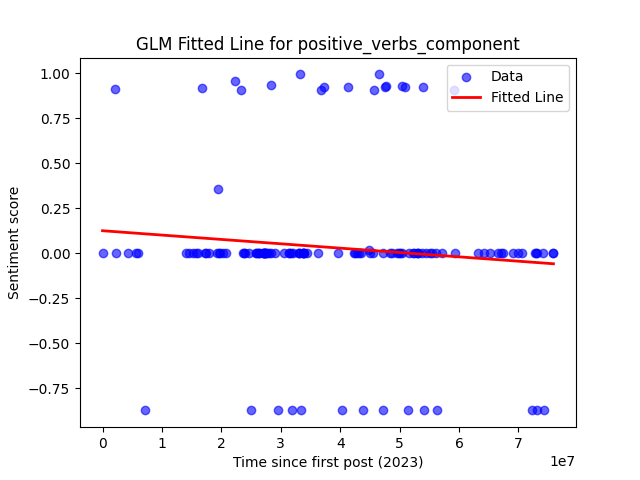 GLM Fitted Line for positive_verbs_component
Data
Fitted Line
Sentiment score
1.00
0.75
0.50
0.25
0.00
−0.25
−0.50
−0.75
0 1 2 3 4 5 6 7
1e7
Time since first post (2023)